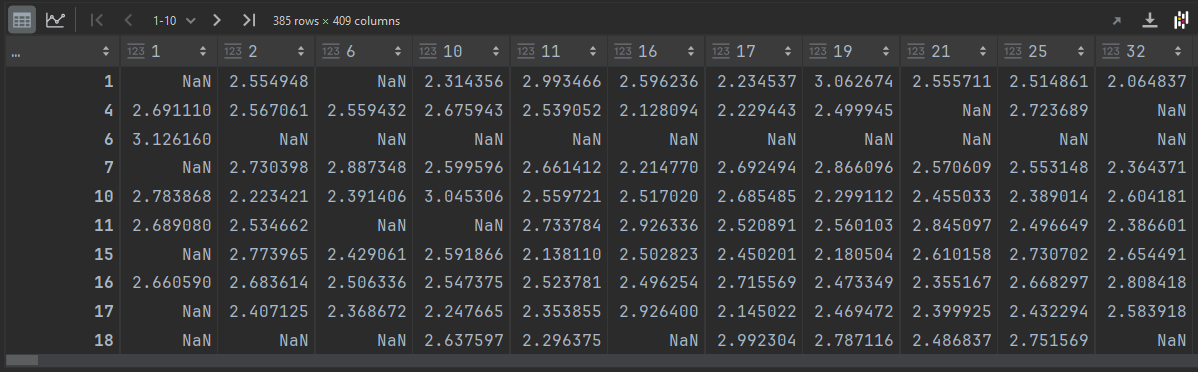 1-10 385 rows × 409 columns
... 123 1 123 2 123 6 123 10 123 11 123 16 123 17 123 19 123 21 123 25 123 32
1 NaN 2.554948 NaN 2.314356 2.993466 2.596236 2.234537 3.062674 2.555711 2.514861 2.064837
4 2.691110 2.567061 2.559432 2.675943 2.539052 2.128094 2.229443 2.499945 NaN 2.723689 NaN
6 3.126160 NaN NaN NaN NaN NaN NaN NaN NaN NaN NaN
7 NaN 2.730398 2.887348 2.599596 2.661412 2.214770 2.692494 2.866096 2.570609 2.553148 2.364371
10 2.783868 2.223421 2.391406 3.045306 2.559721 2.517020 2.685485 2.299112 2.455033 2.389014 2.604181
11 2.689080 2.534662 NaN NaN 2.733784 2.926336 2.520891 2.560103 2.845097 2.496649 2.386601
15 NaN 2.773965 2.429061 2.591866 2.138110 2.502823 2.450201 2.180504 2.610158 2.730702 2.654491
16 2.660590 2.683614 2.506336 2.547375 2.523781 2.496254 2.715569 2.473349 2.355167 2.668297 2.808418
17 NaN 2.407125 2.368672 2.247665 2.353855 2.926400 2.145022 2.469472 2.399925 2.432294 2.583918
18 NaN NaN NaN 2.637597 2.296375 NaN 2.992304 2.787116 2.486837 2.751569 NaN